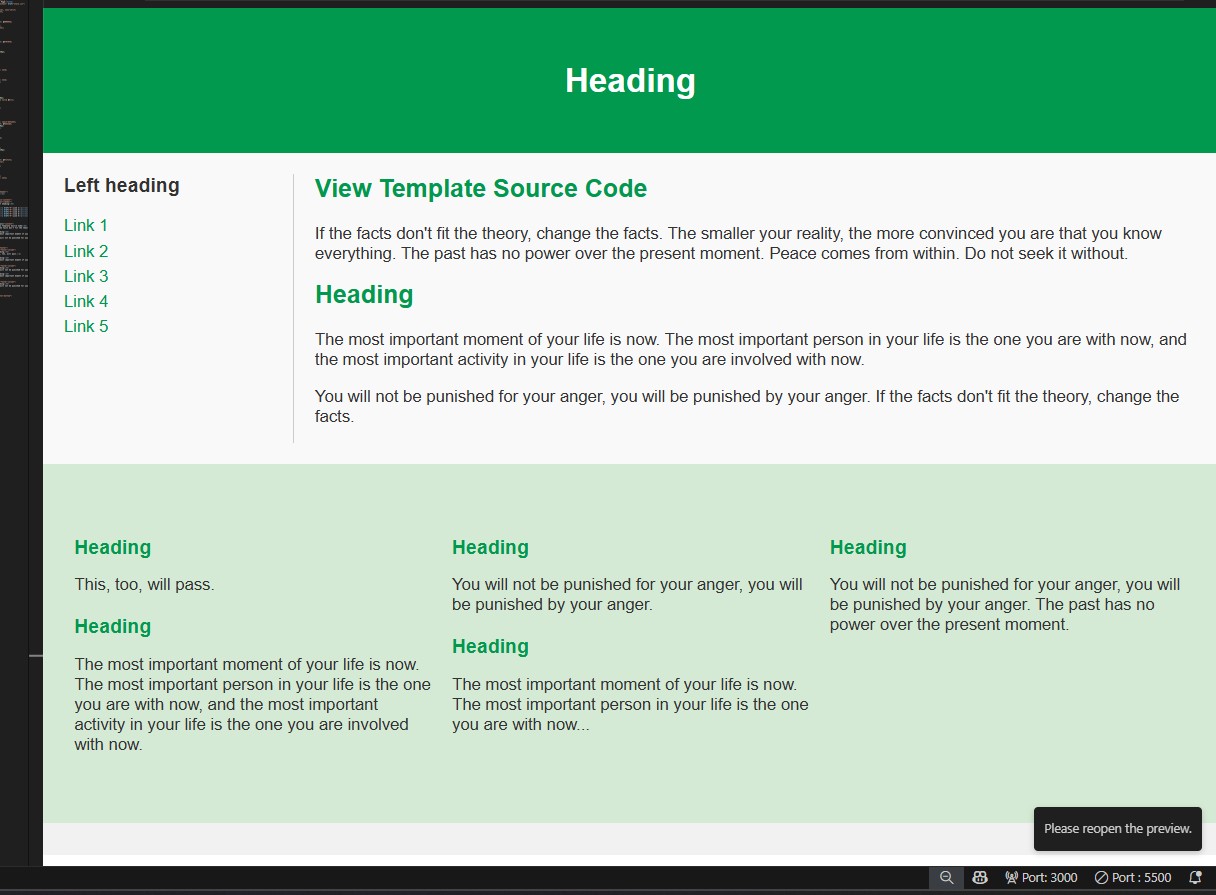 Heading
Left heading
Link 1
Link 2
Link 3
Link 4
Link 5
View Template Source Code
If the facts don't fit the theory, change the facts. The smaller your reality, the more convinced you are that you know
everything. The past has no power over the present moment. Peace comes from within. Do not seek it without.
Heading
The most important moment of your life is now. The most important person in your life is the one you are with now, and
the most important activity in your life is the one you are involved with now.
You will not be punished for your anger, you will be punished by your anger. If the facts don't fit the theory, change the
facts.
Heading
This, too, will pass.
Heading
The most important moment of your life is now.
The most important person in your life is the one
you are with now, and the most important
activity in your life is the one you are involved
with now.
Heading
You will not be punished for your anger, you will
be punished by your anger.
Heading
The most important moment of your life is now.
The most important person in your life is the one
you are with now...
Heading
You will not be punished for your anger, you will
be punished by your anger. The past has no
power over the present moment.
Please reopen the preview.
Port: 3000
Port : 5500